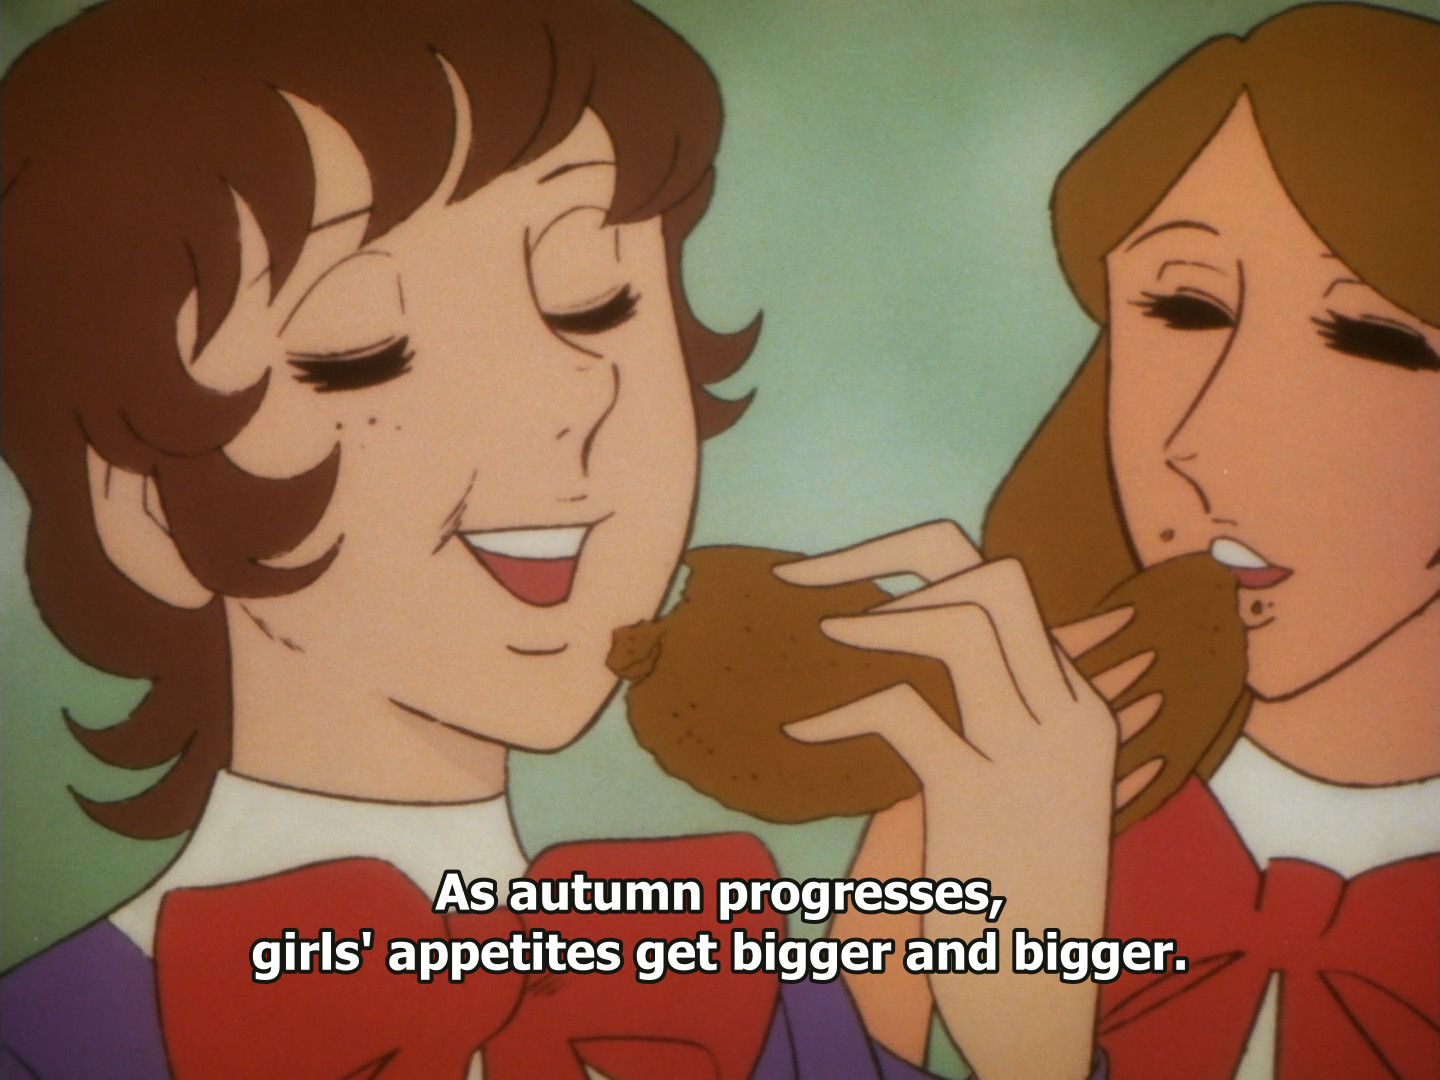 As autumn progresses,
girls' appetites get bigger and bigger.